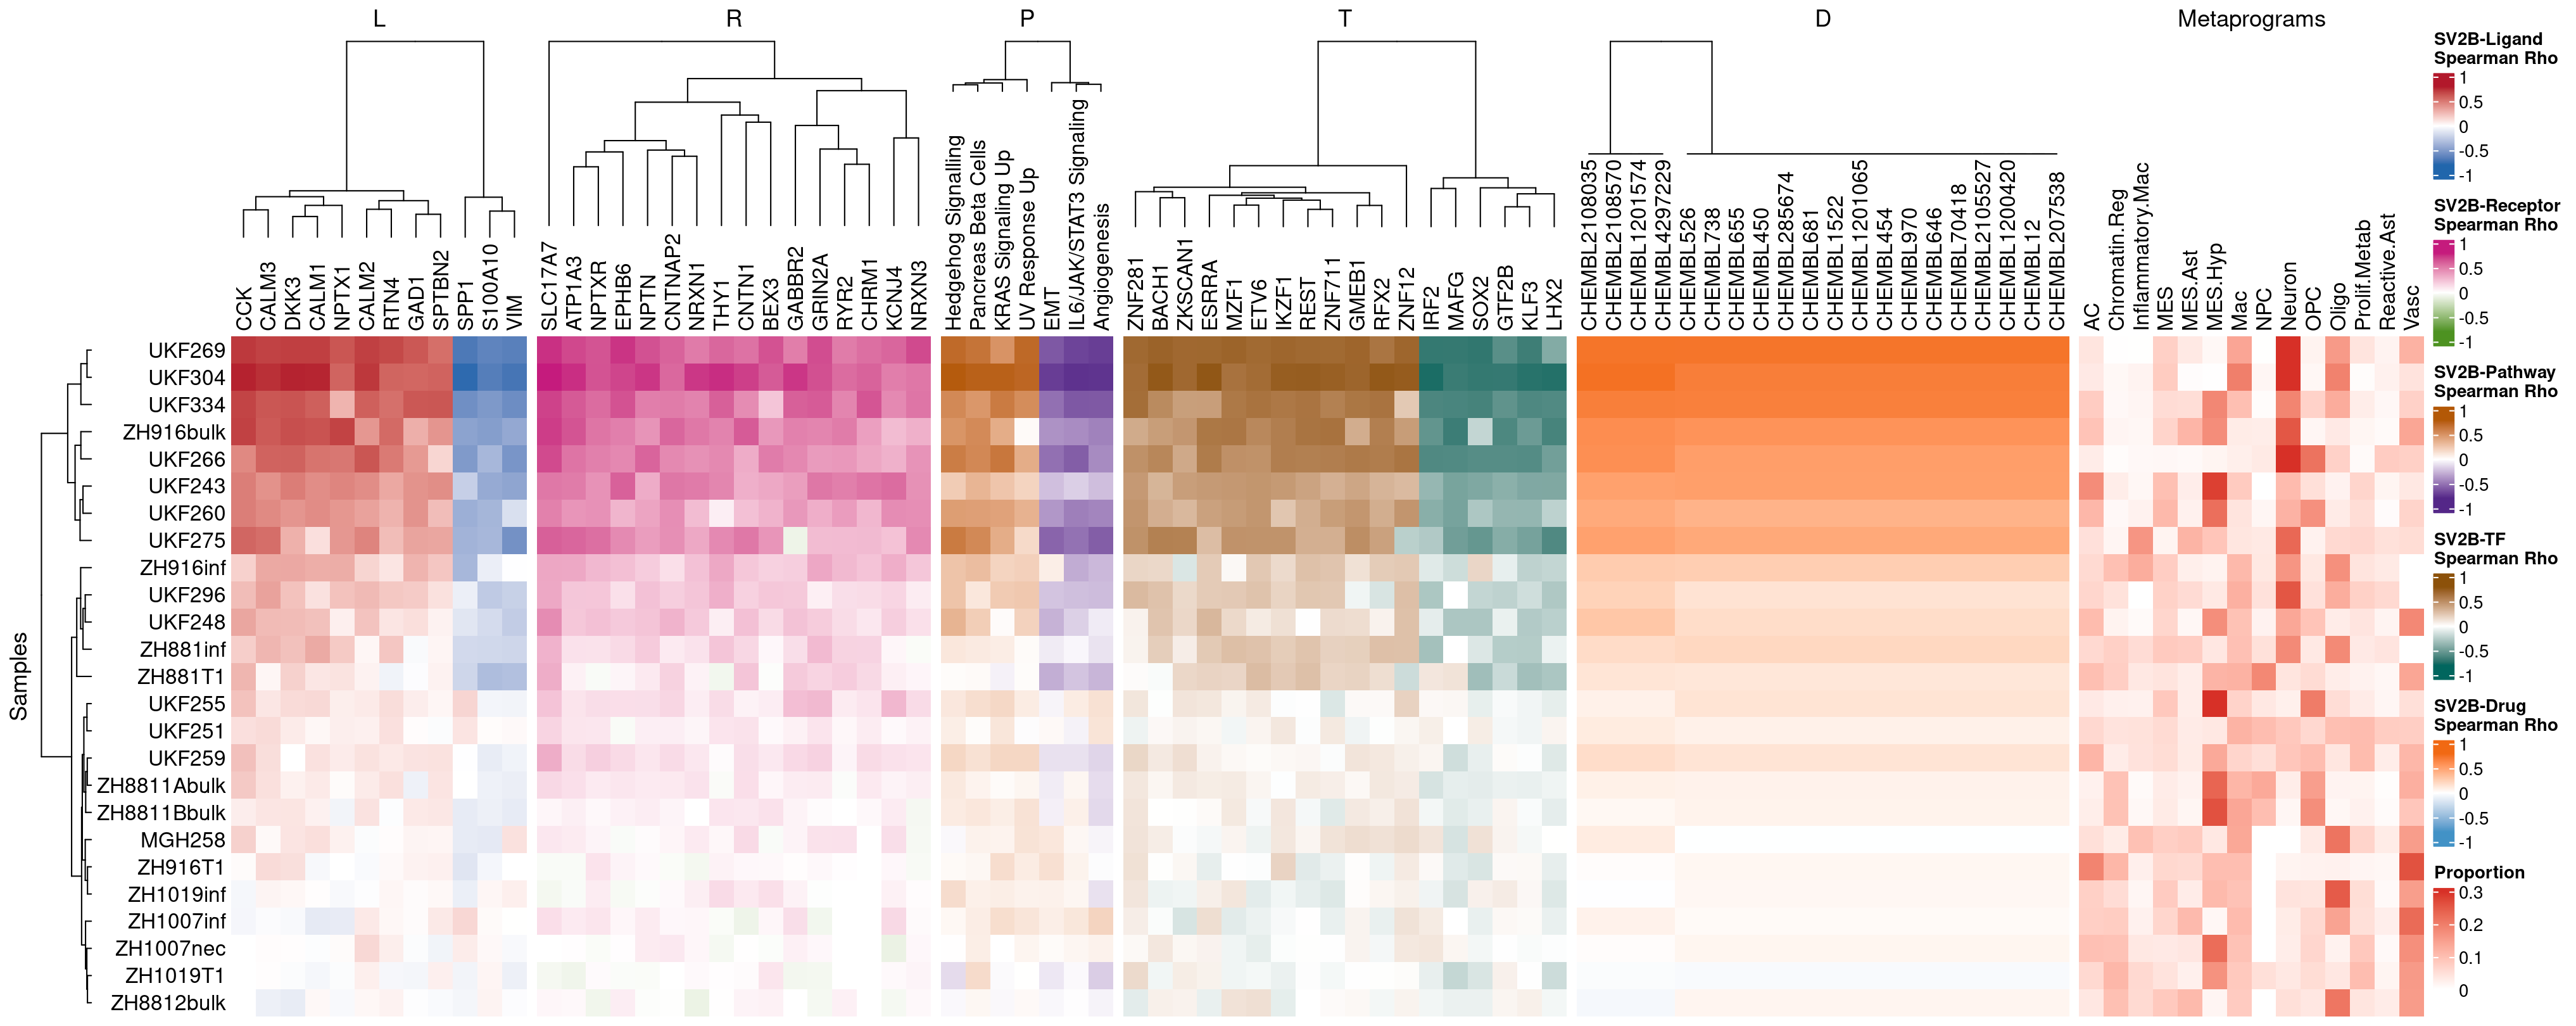 L
R
P
T
D
Metaprograms
CCK
CALM3
DKK3
CALM1
NPTX1
CALM2
RTN4
GAD1
SPTBN2
SPP1
S100A10
VIM
SLC17A7
ATP1A3
NPTXR
EPHB6
NPTN
CNTNAP2
NRXN1
THY1
CNTN1
BEX3
GABBR2
GRIN2A
RYR2
CHRM1
KCNJ4
NRXN3
Hedgehog Signaling
Pancreas Beta Cells
KRAS Signaling Up
UV Response Up
EMT
IL6/JAK/STAT3 Signaling
Angiogenesis
ZNF281
BACH1
ZKSCAN1
ESRRA
MZF1
ETV6
IKZF1
REST
ZNF711
GMEB1
RFX2
ZNF12
IRF2
MAFG
SOX2
GTF2B
KLF3
LHX2
CHEMBL2108035
CHEMBL2108570
CHEMBL1201574
CHEMBL4297229
CHEMBL526
CHEMBL738
CHEMBL655
CHEMBL450
CHEMBL285674
CHEMBL681
CHEMBL1522
CHEMBL1201065
CHEMBL454
CHEMBL970
CHEMBL646
CHEMBL70418
CHEMBL2105527
CHEMBL1200420
CHEMBL12
CHEMBL207538
AC
Chromatin.Reg
Inflammatory.Mac
MES
MES.Ast
MES.Hyp
Mac
NPC
Neuron
OPC
Oligo
Prolif.Metab
Reactive.Ast
Vasc
Samples
UKF269
UKF304
UKF334
ZH916bulk
UKF266
UKF243
UKF260
UKF275
ZH916inf
UKF296
UKF248
ZH881inf
ZH881T1
UKF255
UKF251
UKF259
ZH8811Abulk
ZH8811Bbulk
MGH258
ZH916T1
ZH1019inf
ZH1007inf
ZH1007nec
ZH1019T1
ZH8812bulk
SV2B-Ligand
Spearman Rho
1
0.5
0
-0.5
-1
SV2B-Receptor
Spearman Rho
1
0.5
0
-0.5
-1
SV2B-Pathway
Spearman Rho
1
0.5
0
-0.5
-1
SV2B-TF
Spearman Rho
1
0.5
0
-0.5
-1
SV2B-Drug
Spearman Rho
1
0.5
0
-0.5
-1
Proportion
0.3
0.2
0.1
0